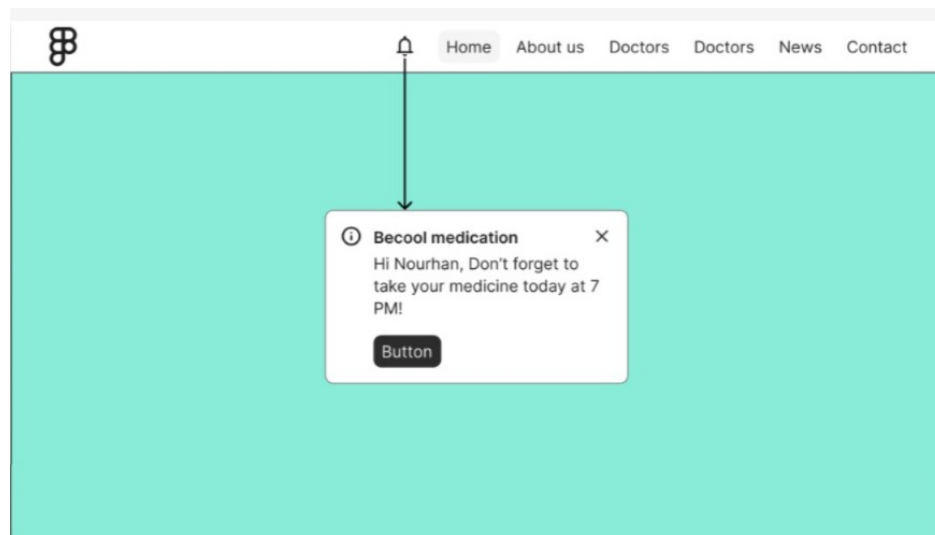 Home About us Doctors Doctors News Contact
Becool medication
Hi Nourhan, Don't forget to
take your medicine today at 7
PM!
Button